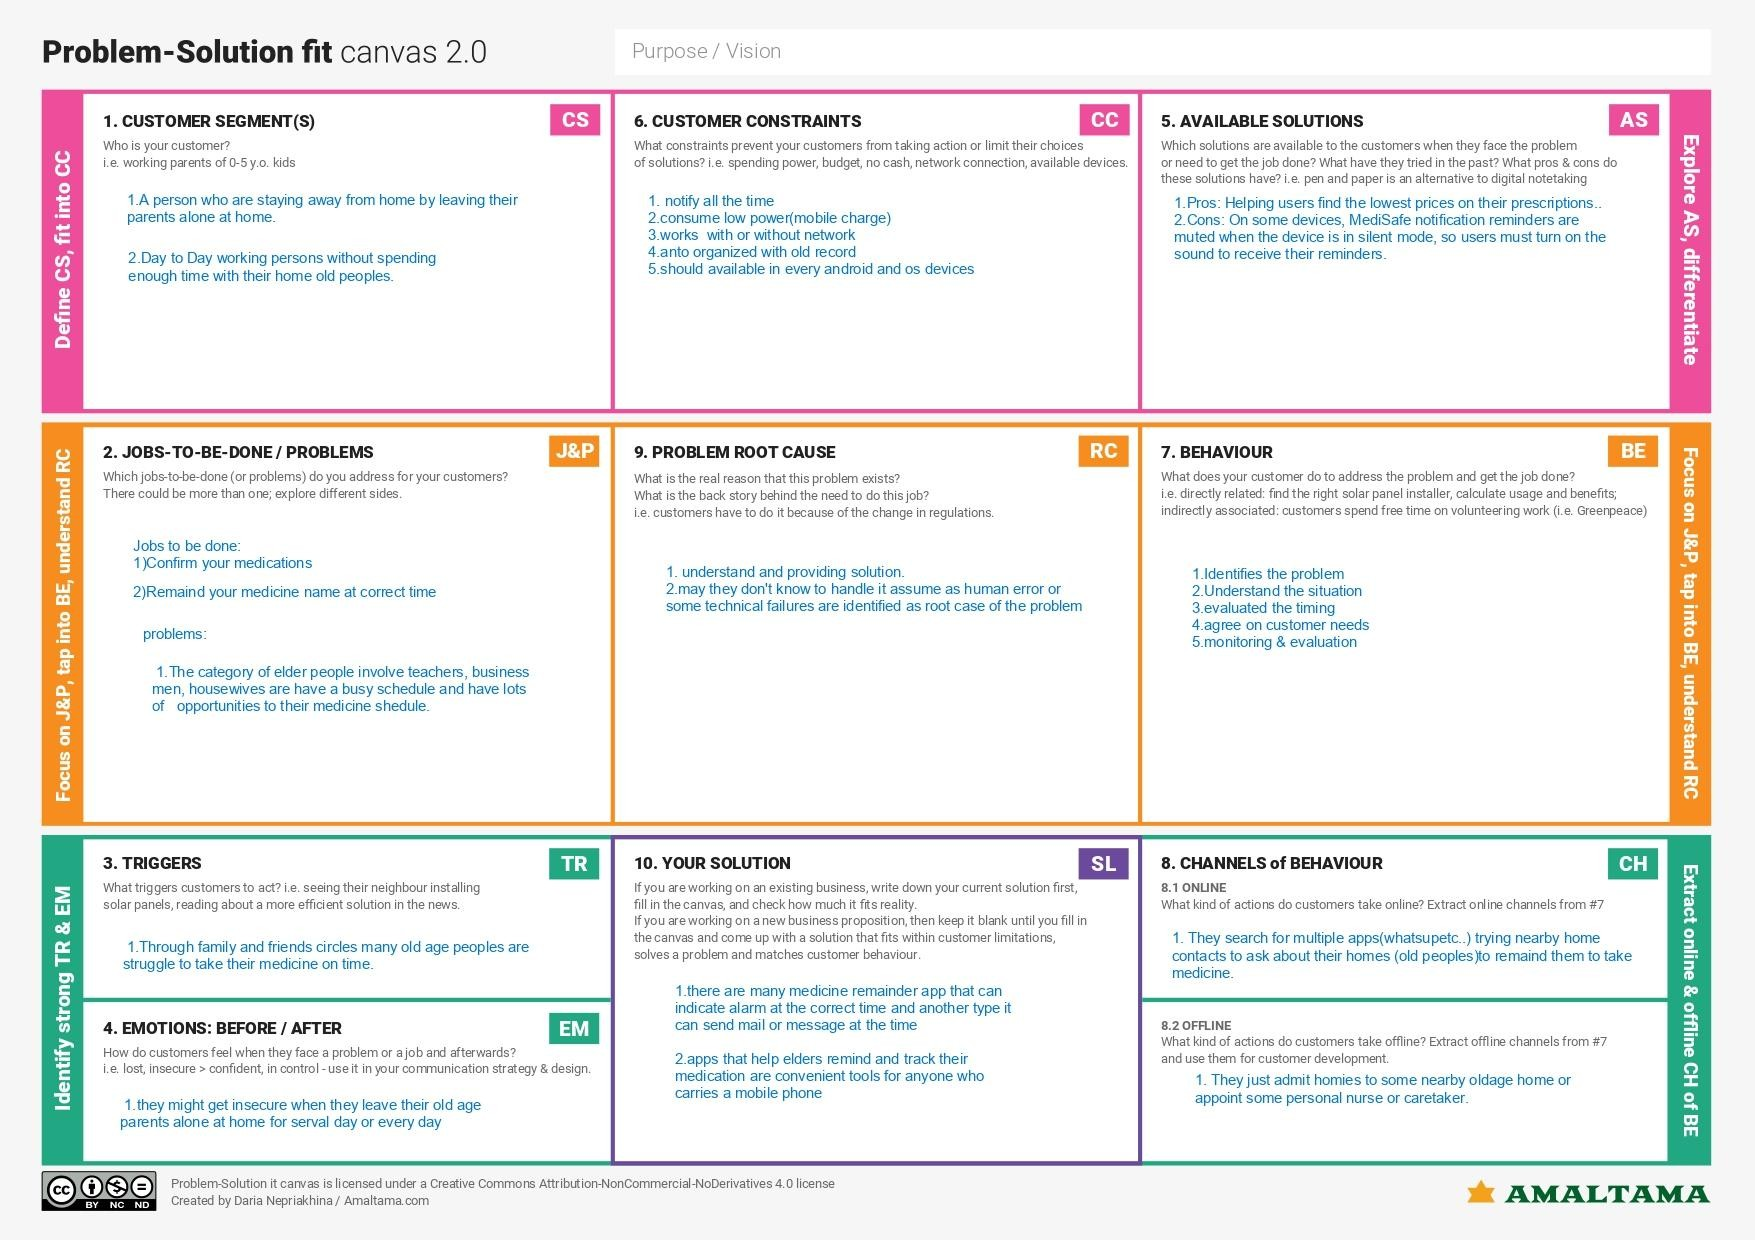 Problem-Solution fit canvas 2.0
Purpose / Vision
Define CS, fit into CC
1. CUSTOMER SEGMENT(S)
CS
Who is your customer?
i.e. working parents of 0-5 y.o. kids
1.A person who are staying away from home by leaving their
parents alone at home.
2.Day to Day working persons without spending
enough time with their home old peoples.
6. CUSTOMER CONSTRAINTS
CC
What constraints prevent your customers from taking action or limit their choices
of solutions? i.e. spending power, budget, no cash, network connection, available devices.
1. notify all the time
2.consume low power(mobile charge)
3.works with or without network
4.anto organized with old record
5.should available in every android and os devices
5. AVAILABLE SOLUTIONS
AS
Which solutions are available to the customers when they face the problem
or need to get the job done? What have they tried in the past? What pros & cons do
these solutions have? i.e. pen and paper is an alternative to digital notetaking
1.Pros: Helping users find the lowest prices on their prescriptions..
2.Cons: On some devices, MediSafe notification reminders are
muted when the device is in silent mode, so users must turn on the
sound to receive their reminders.
Explore AS, differentiate
Focus on J&P, tap into BE, understand RC
2. JOBS-TO-BE-DONE / PROBLEMS
J&P
Which jobs-to-be-done (or problems) do you address for your customers?
There could be more than one; explore different sides.
Jobs to be done:
1)Confirm your medications
2)Remaind your medicine name at correct time
problems:
1.The category of elder people involve teachers, business
men, housewives are have a busy schedule and have lots
of opportunities to their medicine shedule.
9. PROBLEM ROOT CAUSE
RC
What is the real reason that this problem exists?
What is the back story behind the need to do this job?
i.e. customers have to do it because of the change in regulations.
1. understand and providing solution.
2.may they don't know to handle it assume as human error or
some technical failures are identified as root case of the problem
7. BEHAVIOUR
BE
What does your customer do to address the problem and get the job done?
i.e. directly related: find the right solar panel installer, calculate usage and benefits;
indirectly associated: customers spend free time on volunteering work (i.e. Greenpeace)
1.Identifies the problem
2.Understand the situation
3.evaluated the timing
4.agree on customer needs
5.monitoring & evaluation
Focus on J&P, tap into BE, understand RC
Identify strong TR & EM
3. TRIGGERS
TR
What triggers customers to act? i.e. seeing their neighbour installing
solar panels, reading about a more efficient solution in the news.
1.Through family and friends circles many old age peoples are
struggle to take their medicine on time.
4. EMOTIONS: BEFORE / AFTER
EM
How do customers feel when they face a problem or a job and afterwards?
i.e. lost, insecure > confident, in control - use it in your communication strategy & design.
1.they might get insecure when they leave their old age
parents alone at home for serval day or every day
10. YOUR SOLUTION
SL
If you are working on an existing business, write down your current solution first,
fill in the canvas, and check how much it fits reality.
If you are working on a new business proposition, then keep it blank until you fill in
the canvas and come up with a solution that fits within customer limitations,
solves a problem and matches customer behaviour.
1.there are many medicine remainder app that can
indicate alarm at the correct time and another type it
can send mail or message at the time
2.apps that help elders remind and track their
medication are convenient tools for anyone who
carries a mobile phone
8. CHANNELS of BEHAVIOUR
CH
8.1 ONLINE
What kind of actions do customers take online? Extract online channels from #7
1. They search for multiple apps(whatsupetc..) trying nearby home
contacts to ask about their homes (old peoples)to remaind them to take
medicine.
8.2 OFFLINE
What kind of actions do customers take offline? Extract offline channels from #7
and use them for customer development.
1. They just admit homies to some nearby oldage home or
appoint some personal nurse or caretaker.
Extract online & offline CH of BE
cc
BY NC ND
Problem-Solution it canvas is licensed under a Creative Commons Attribution-NonCommercial-NoDerivatives 4.0 license
Created by Daria Nepriakhina / Amaltama.com
AMALTAMA